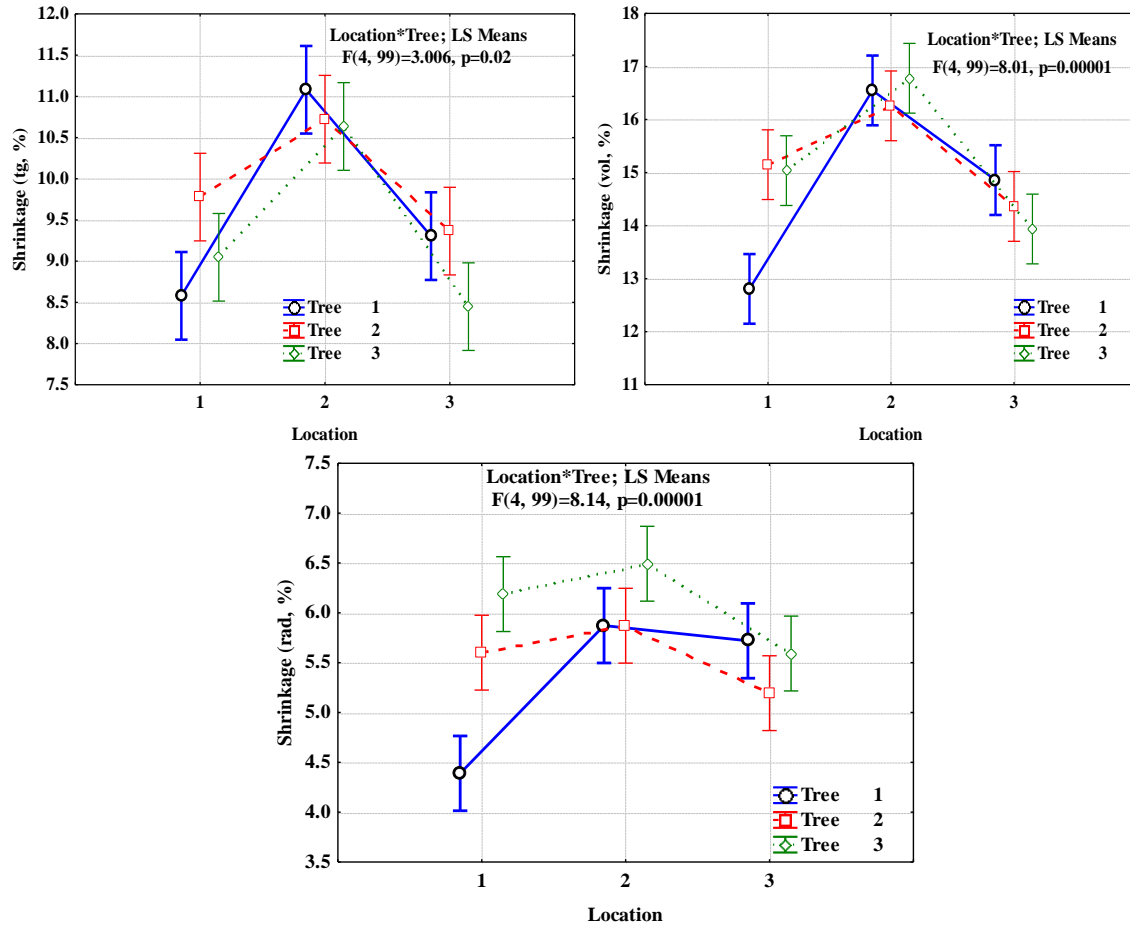 Location*Tree; LS Means
F(4, 99)=3.006, p=0.02
Shrinkage (tg, %)
12.0
11.5
11.0
10.5
10.0
9.5
9.0
8.5
8.0
7.5
Tree 1
Tree 2
Tree 3
1 2 3
Location
Location*Tree; LS Means
F(4, 99)=8.01, p=0.00001
Shrinkage (vol, %)
18
17
16
15
14
13
12
11
Tree 1
Tree 2
Tree 3
1 2 3
Location
Location*Tree; LS Means
F(4, 99)=8.14, p=0.00001
Shrinkage (rad, %)
7.5
7.0
6.5
6.0
5.5
5.0
4.5
4.0
3.5
Tree 1
Tree 2
Tree 3
1 2 3
Location